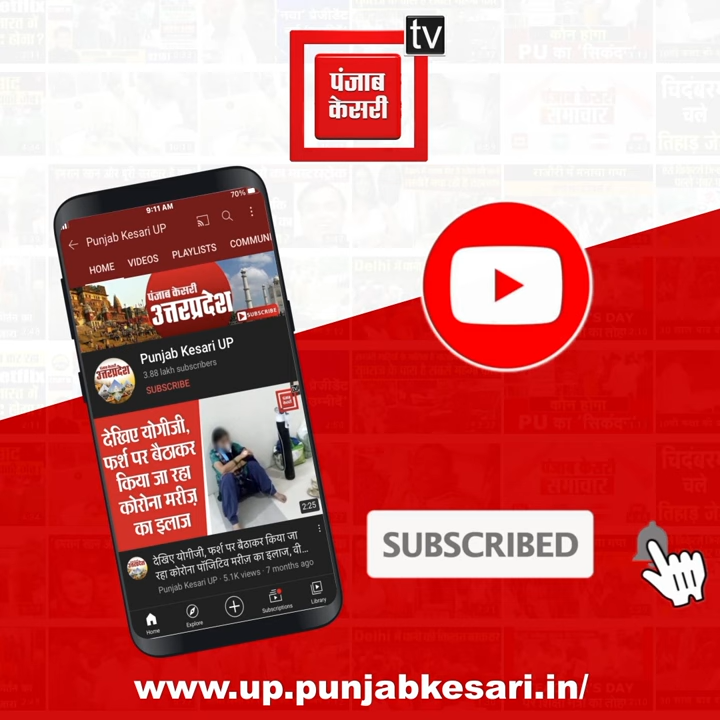 tv
पंजाब
केसरी
9:11 AM
70%
Punjab Kesari UP
HOME VIDEOS PLAYLISTS COMMUNI
पंजाब केसरी
उत्तरप्रदेश
SUBSCRIBE
उत्तरप्रदेश
Punjab Kesari UP
3.88 lakh subscribers
SUBSCRIBE
देखिए योगीजी,
फर्श पर बैठाकर
किया जा रहा
कोरोना मरीज़
का इलाज
2:25
देखिए योगीजी, फर्श पर बैठाकर किया जा
रहा कोरोना पॉजिटिव मरीज़ का इलाज, वी...
Punjab Kesari UP · 5.1K views · 7 months ago
Home Explore Subscriptions Library
SUBSCRIBED
www.up.punjabkesari.in/